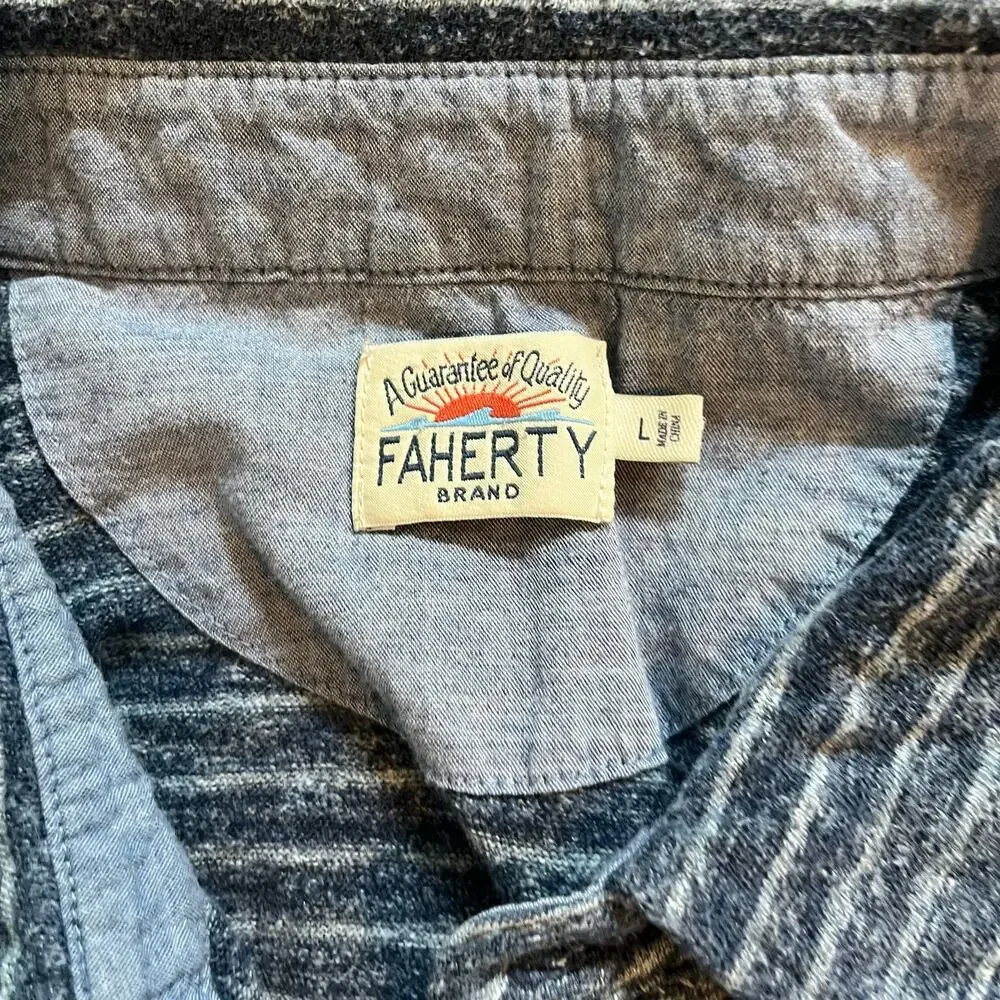 A Guarantee of Quality
FAHERTY
BRAND
L
MADE IN
CHINA